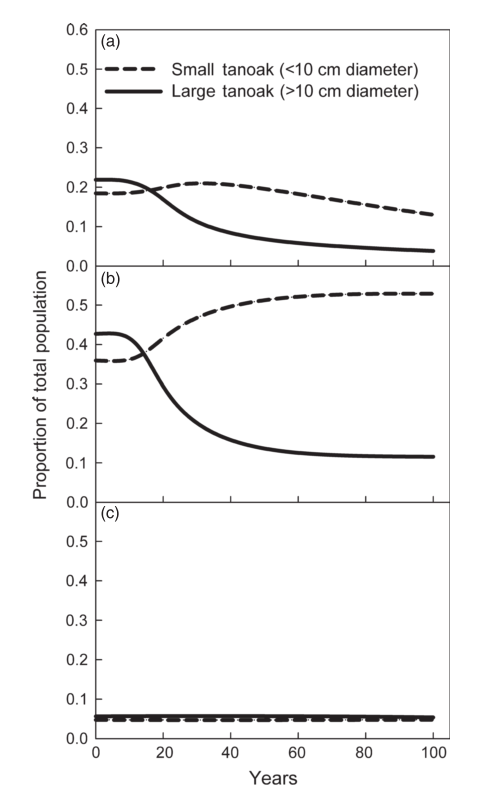 0.6
(a)
0.5
Small tanoak (<10 cm diameter)
Large tanoak (>10 cm diameter)
0.4
0.3
0.2
0.1
0.0
(b)
0.5
0.4
0.3
0.2
0.1
0.0
(c)
0.5
0.4
0.3
0.2
0.1
0.0
Proportion of total population
0 20 40 60 80 100
Years